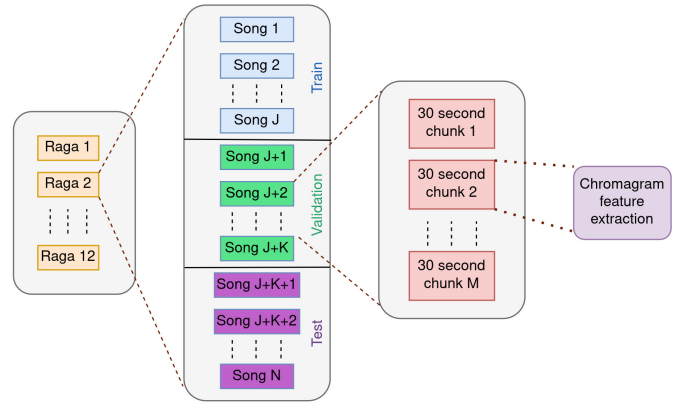 Raga 1
Raga 2
Raga 12
Song 1
Song 2
Song J
Train
Song J+1
Song J+2
Song J+K
Validation
Song J+K+1
Song J+K+2
Song N
Test
30 second
chunk 1
30 second
chunk 2
30 second
chunk M
Chromagram
feature
extraction